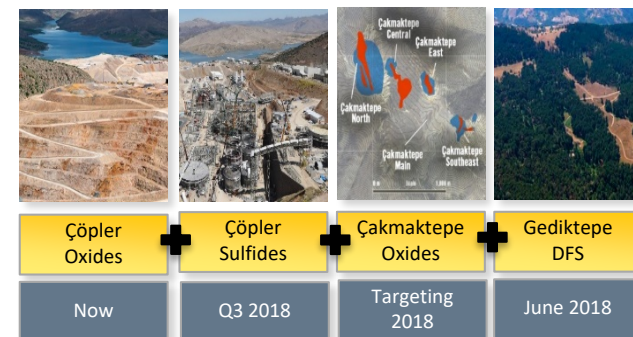 Çakmaktepe
Central
Çakmaktepe
East
Çakmaktepe
North
Çakmaktepe
Main
Çakmaktepe
Southeast
Çöpler
Oxides
Çöpler
Sulfides
Çakmaktepe
Oxides
Gediktepe
DFS
Now
Q3 2018
Targeting
2018
June 2018